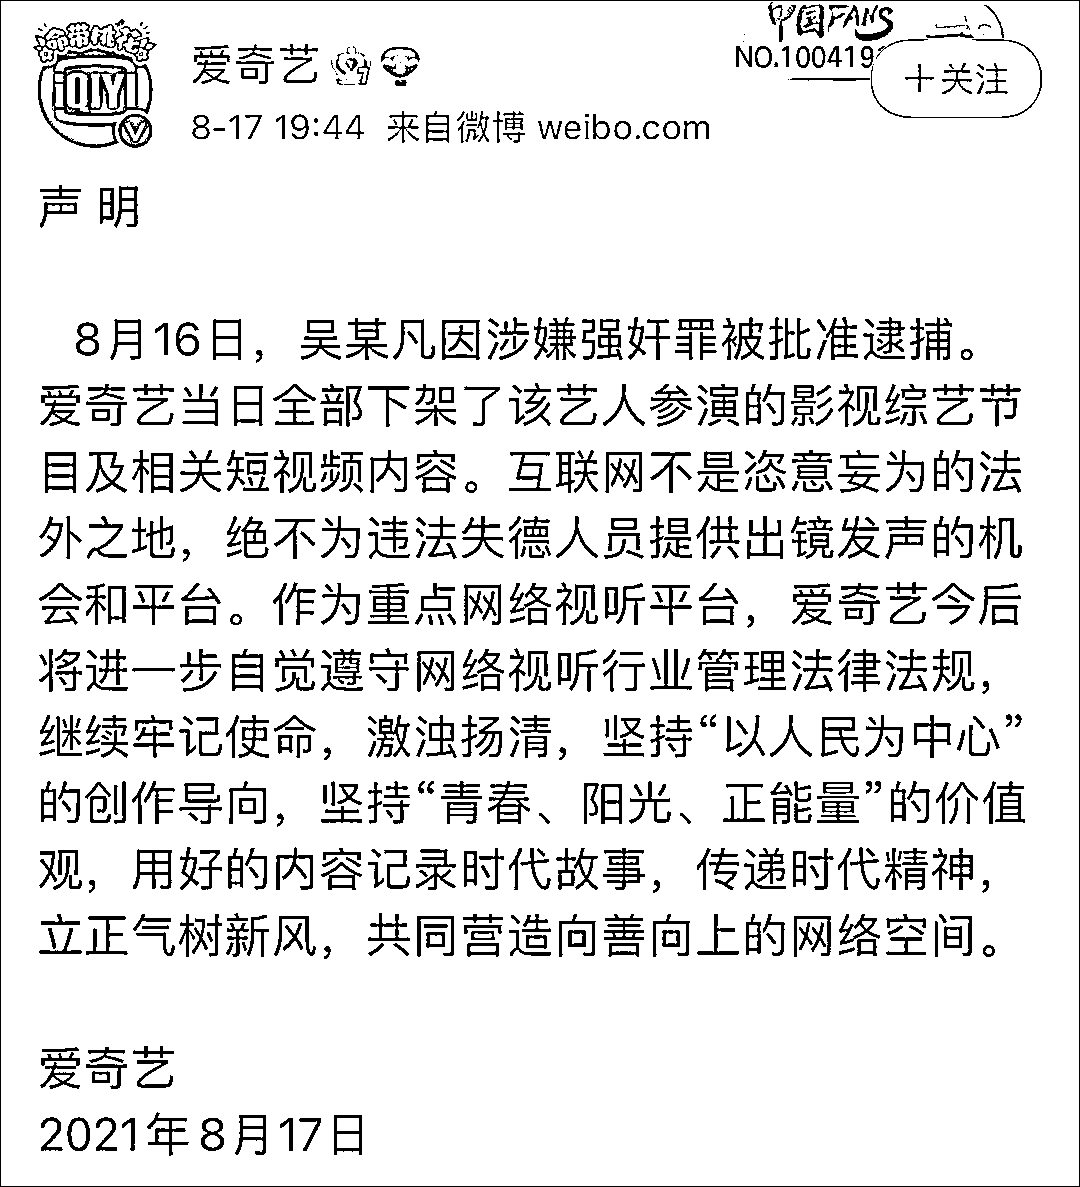 命带桃花
QIY
爱奇艺
8-17 19:44 来自微博 weibo.com
中国FANS
NO.100419
+关注
声 明
8月16日，吴某凡因涉嫌强奸罪被批准逮捕。
爱奇艺当日全部下架了该艺人参演的影视综艺节
目及相关短视频内容。互联网不是恣意妄为的法
外之地，绝不为违法失德人员提供出镜发声的机
会和平台。作为重点网络视听平台，爱奇艺今后
将进一步自觉遵守网络视听行业管理法律法规，
继续牢记使命，激浊扬清，坚持“以人民为中心”
的创作导向，坚持“青春、阳光、正能量”的价值
观，用好的内容记录时代故事，传递时代精神，
立正气树新风，共同营造向善向上的网络空间。
爱奇艺
2021年8月17日